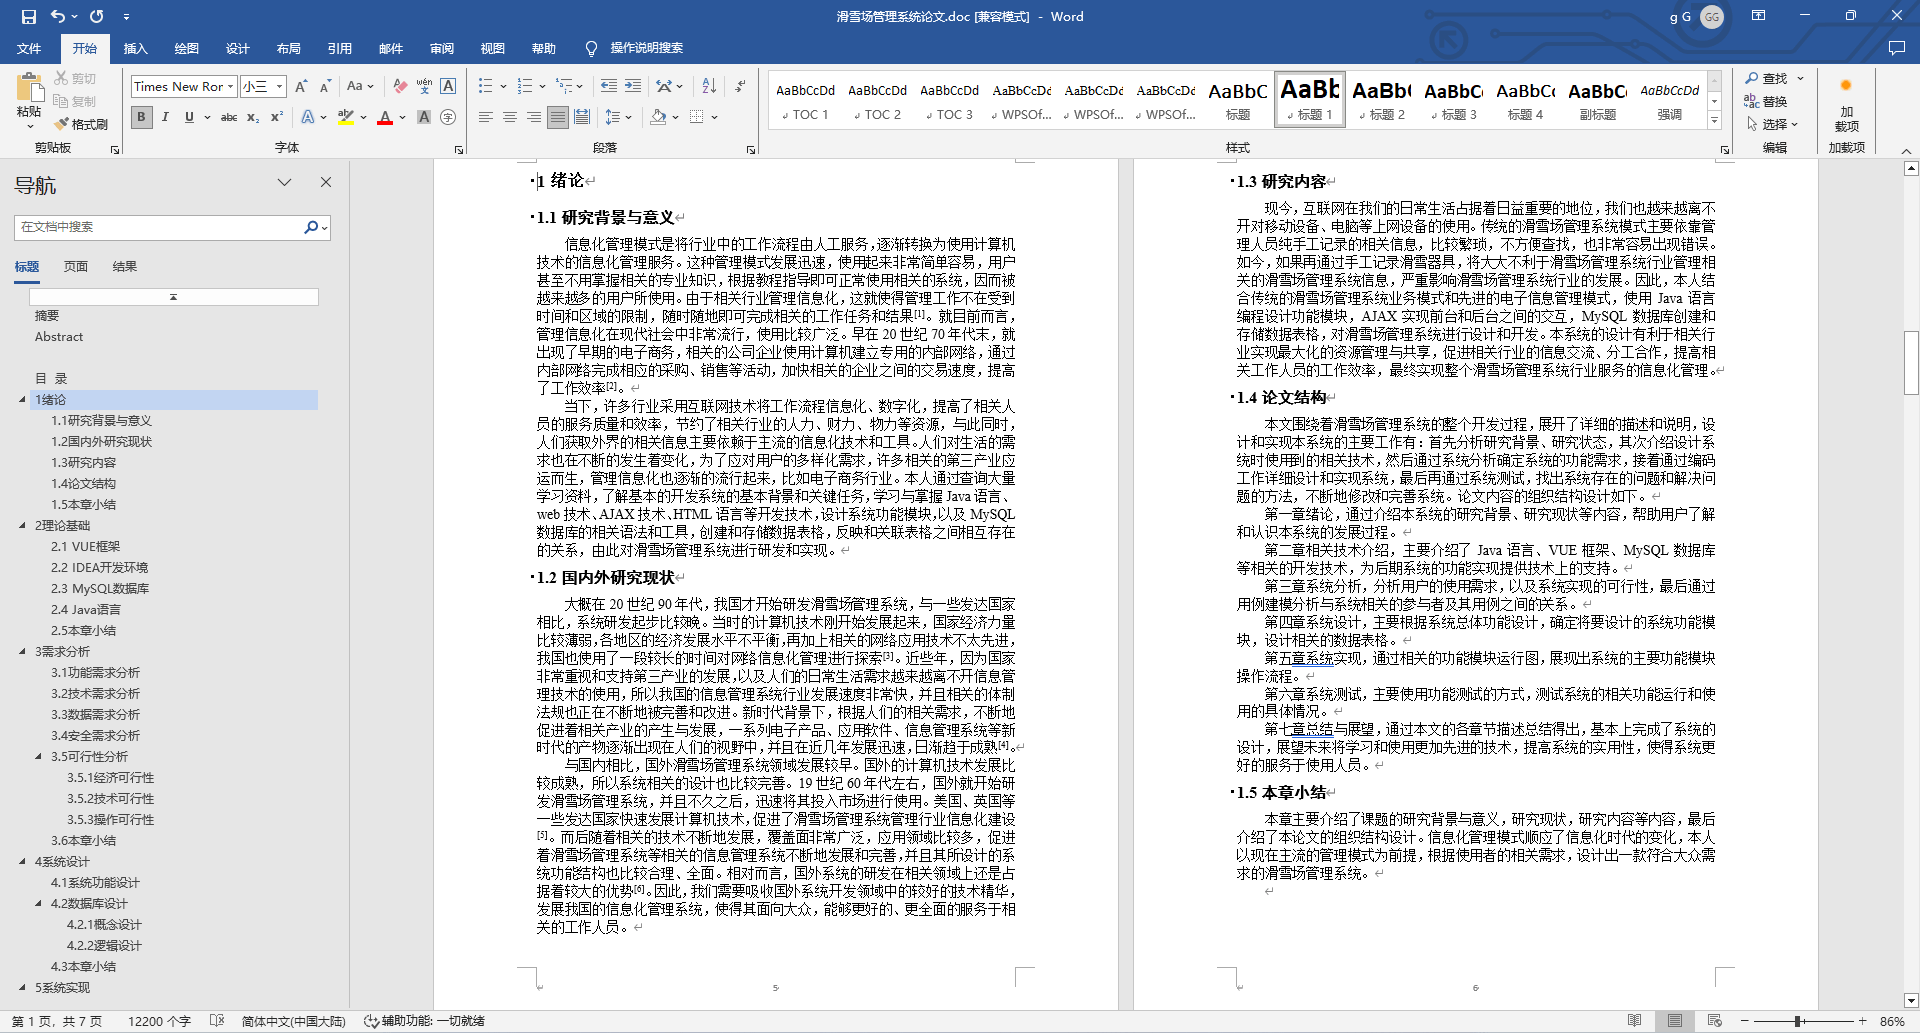 滑雪场管理系统论文.doc [兼容模式] - Word
g G
GG
文件 开始 插入 绘图 设计 布局 引用 邮件 审阅 视图 帮助 操作说明搜索
粘贴
剪切
复制
格式刷
剪贴板
Times New Ror
小三
字体
段落
AaBbCcDd
TOC 1
AaBbCcDd
TOC 2
AaBbCcDd
TOC 3
AaBbCcDd
WPSOf...
AaBbCcDd
WPSOf...
AaBbCcDd
WPSOf...
AaBbC
标题
标题 1
标题 2
AaBbC
标题 3
AaBbC
标题 4
副标题
AaBbCcDd
强调
样式
查找
替换
选择
编辑
加
载项
加载项
导航
在文档中搜索
标题 页面 结果
摘要
Abstract
目 录
1绪论
1.1研究背景与意义
1.2国内外研究现状
1.3研究内容
1.4论文结构
1.5本章小结
2理论基础
2.1 VUE框架
2.2 IDEA开发环境
2.3 MySQL数据库
2.4 Java语言
2.5本章小结
3需求分析
3.1功能需求分析
3.2技术需求分析
3.3数据需求分析
3.4安全需求分析
3.5可行性分析
3.5.1经济可行性
3.5.2技术可行性
3.5.3操作可行性
3.6本章小结
4系统设计
4.1系统功能设计
4.2数据库设计
4.2.1概念设计
4.2.2逻辑设计
4.3本章小结
5系统实现
1 绪论
1.1 研究背景与意义
信息化管理模式是将行业中的工作流程由人工服务，逐渐转换为使用计算机
技术的信息化管理服务。这种管理模式发展迅速，使用起来非常简单容易，用户
甚至不用掌握相关的专业知识，根据教程指导即可正常使用相关的系统，因而被
越来越多的用户所使用。由于相关行业管理信息化，这就使得管理工作不在受到
时间和区域的限制，随时随地即可完成相关的工作任务和结果[1]。就目前而言，
管理信息化在现代社会中非常流行，使用比较广泛。早在 20 世纪 70 年代末，就
出现了早期的电子商务，相关的公司企业使用计算机建立专用的内部网络，通过
内部网络完成相应的采购、销售等活动，加快相关的企业之间的交易速度，提高
了工作效率[2]。
当下，许多行业采用互联网技术将工作流程信息化、数字化，提高了相关人
员的服务质量和效率，节约了相关行业的人力、财力、物力等资源，与此同时，
人们获取外界的相关信息主要依赖于主流的信息化技术和工具。人们对生活的需
求也在不断的发生着变化，为了应对用户的多样化需求，许多相关的第三产业应
运而生，管理信息化也逐渐的流行起来，比如电子商务行业。本人通过查询大量
学习资料，了解基本的开发系统的基本背景和关键任务，学习与掌握 Java 语言、
web 技术、AJAX 技术、HTML 语言等开发技术，设计系统功能模块，以及 MySQL
数据库的相关语法和工具，创建和存储数据表格，反映和关联表格之间相互存在
的关系，由此对滑雪场管理系统进行研发和实现。
1.2 国内外研究现状
大概在 20 世纪 90 年代，我国才开始研发滑雪场管理系统，与一些发达国家
相比，系统研发起步比较晚。当时的计算机技术刚开始发展起来，国家经济力量
比较薄弱，各地区的经济发展水平不平衡，再加上相关的网络应用技术不太先进，
我国也使用了一段较长的时间对网络信息化管理进行探索[3]。近些年，因为国家
非常重视和支持第三产业的发展，以及人们的日常生活需求越来越离不开信息管
理技术的使用，所以我国的信息管理系统行业发展速度非常快，并且相关的体制
法规也正在不断地被完善和改进。新时代背景下，根据人们的相关需求，不断地
促进着相关产业的产生与发展，一系列电子产品、应用软件、信息管理系统等新
时代的产物逐渐出现在人们的视野中，并且在近几年发展迅速，日渐趋于成熟[4]。
与国内相比，国外滑雪场管理系统领域发展较早。国外的计算机技术发展比
较成熟，所以系统相关的设计也比较完善。19 世纪 60 年代左右，国外就开始研
发滑雪场管理系统，并且不久之后，迅速将其投入市场进行使用。美国、英国等
一些发达国家快速发展计算机技术，促进了滑雪场管理系统管理行业信息化建设
[5]。而后随着相关的技术不断地发展，覆盖面非常广泛，应用领域比较多，促进
着滑雪场管理系统等相关的信息管理系统不断地发展和完善，并且其所设计的系
统功能结构也比较合理、全面。相对而言，国外系统的研发在相关领域上还是占
据着较大的优势[6]。因此，我们需要吸收国外系统开发领域中的较好的技术精华，
发展我国的信息化管理系统，使得其面向大众，能够更好的、更全面的服务于相
关的工作人员。
5
1.3 研究内容
现今，互联网在我们的日常生活占据着日益重要的地位，我们也越来越离不
开对移动设备、电脑等上网设备的使用。传统的滑雪场管理系统模式主要依靠管
理人员纯手工记录的相关信息，比较繁琐，不方便查找，也非常容易出现错误。
如今，如果再通过手工记录滑雪器具，将大大不利于滑雪场管理系统行业管理相
关的滑雪场管理系统信息，严重影响滑雪场管理系统行业的发展。因此，本人结
合传统的滑雪场管理系统业务模式和先进的电子信息管理模式，使用 Java 语言
编程设计功能模块，AJAX 实现前台和后台之间的交互，MySQL 数据库创建和
存储数据表格，对滑雪场管理系统进行设计和开发。本系统的设计有利于相关行
业实现最大化的资源管理与共享，促进相关行业的信息交流、分工合作，提高相
关工作人员的工作效率，最终实现整个滑雪场管理系统行业服务的信息化管理。
1.4 论文结构
本文围绕着滑雪场管理系统的整个开发过程，展开了详细的描述和说明，设
计和实现本系统的主要工作有：首先分析研究背景、研究状态，其次介绍设计系
统时使用到的相关技术，然后通过系统分析确定系统的功能需求，接着通过编码
工作详细设计和实现系统，最后再通过系统测试，找出系统存在的问题和解决问
题的方法，不断地修改和完善系统。论文内容的组织结构设计如下。
第一章绪论，通过介绍本系统的研究背景、研究现状等内容，帮助用户了解
和认识本系统的发展过程。
第二章相关技术介绍，主要介绍了 Java 语言、VUE 框架、MySQL 数据库
等相关的开发技术，为后期系统的功能实现提供技术上的支持。
第三章系统分析，分析用户的使用需求，以及系统实现的可行性，最后通过
用例建模分析与系统相关的参与者及其用例之间的关系。
第四章系统设计，主要根据系统总体功能设计，确定将要设计的系统功能模
块，设计相关的数据表格。
第五章系统实现，通过相关的功能模块运行图，展现出系统的主要功能模块
操作流程。
第六章系统测试，主要使用功能测试的方式，测试系统的相关功能运行和使
用的具体情况。
第七章总结与展望，通过本文的各章节描述总结得出，基本上完成了系统的
设计，展望未来将学习和使用更加先进的技术，提高系统的实用性，使得系统更
好的服务于使用人员。
1.5 本章小结
本章主要介绍了课题的研究背景与意义，研究现状，研究内容等内容，最后
介绍了本论文的组织结构设计。信息化管理模式顺应了信息化时代的变化，本人
以现在主流的管理模式为前提，根据使用者的相关需求，设计出一款符合大众需
求的滑雪场管理系统。
6
第 1 页，共 7 页 12200 个字 简体中文(中国大陆) 辅助功能: 一切就绪 86%